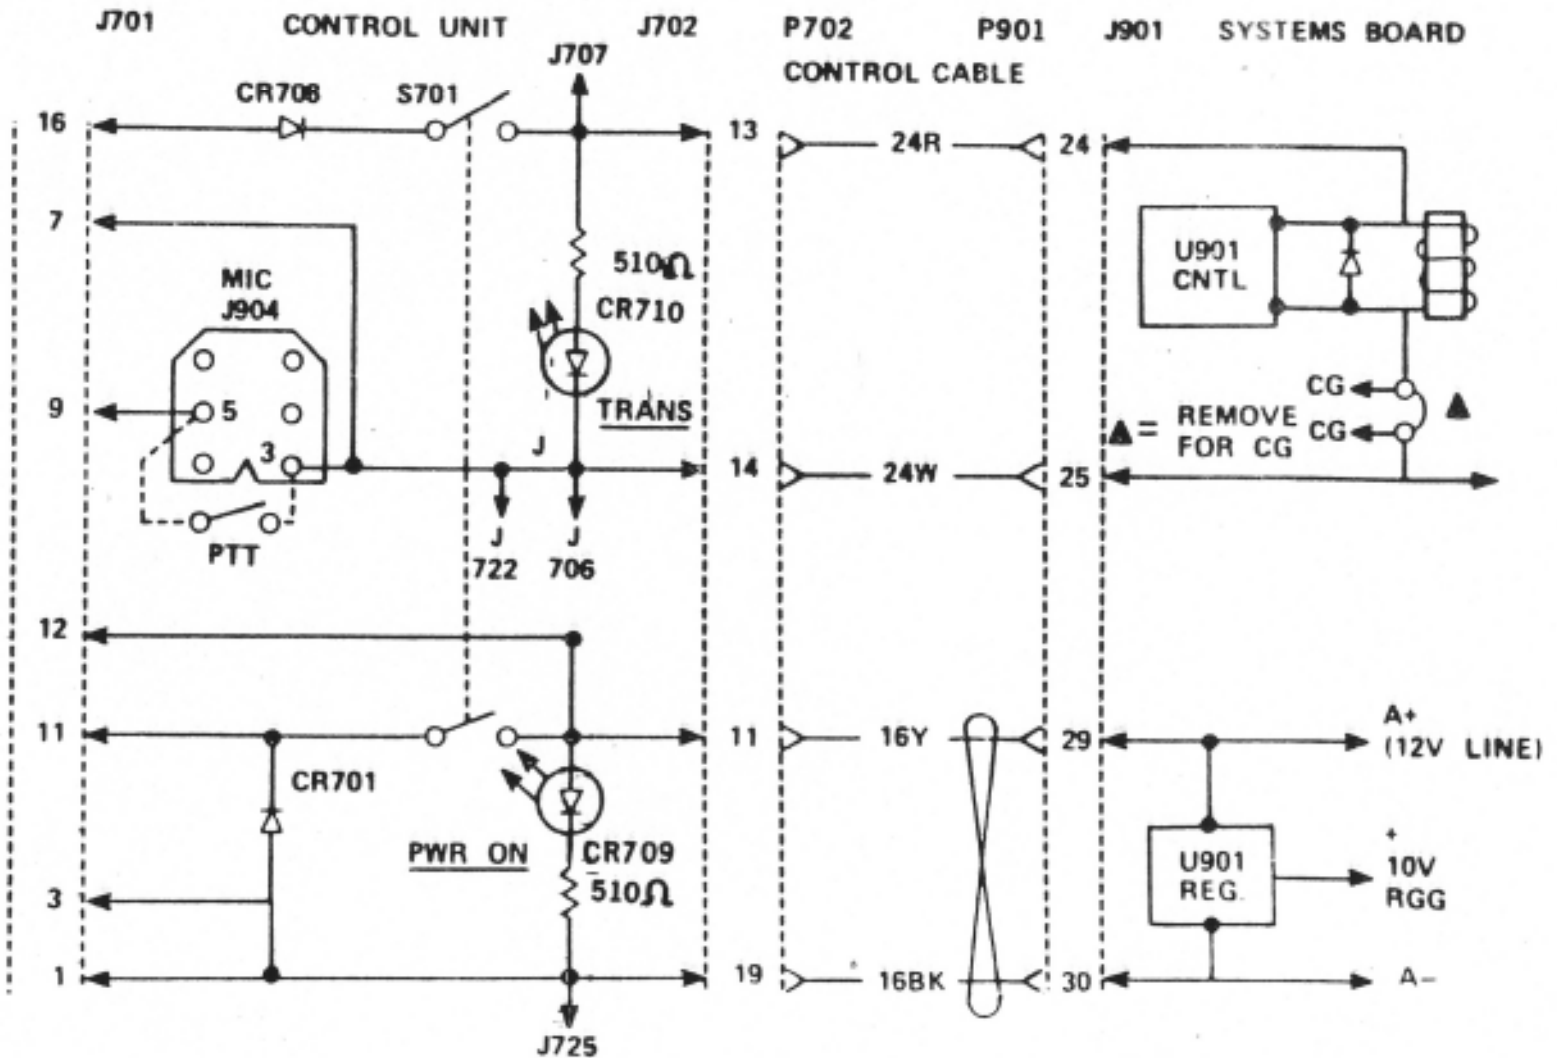 J701 CONTROL UNIT J702 P702 P901 J901 SYSTEMS BOARD
J707 CONTROL CABLE
CR706 S701
16 13 24R 24
7
510Ω
CR710
MIC
J904
U901
CNTL
9 5
TRANS
CG
▲ = REMOVE
FOR CG CG ▲
3 J
14 24W 25
PTT
J J
722 706
12
11 11 16Y 29
A+
(12V LINE)
CR701
PWR ON CR709
510Ω
U901
REG.
+
10V
RGG
3
1 19 16BK 30 A-
J725